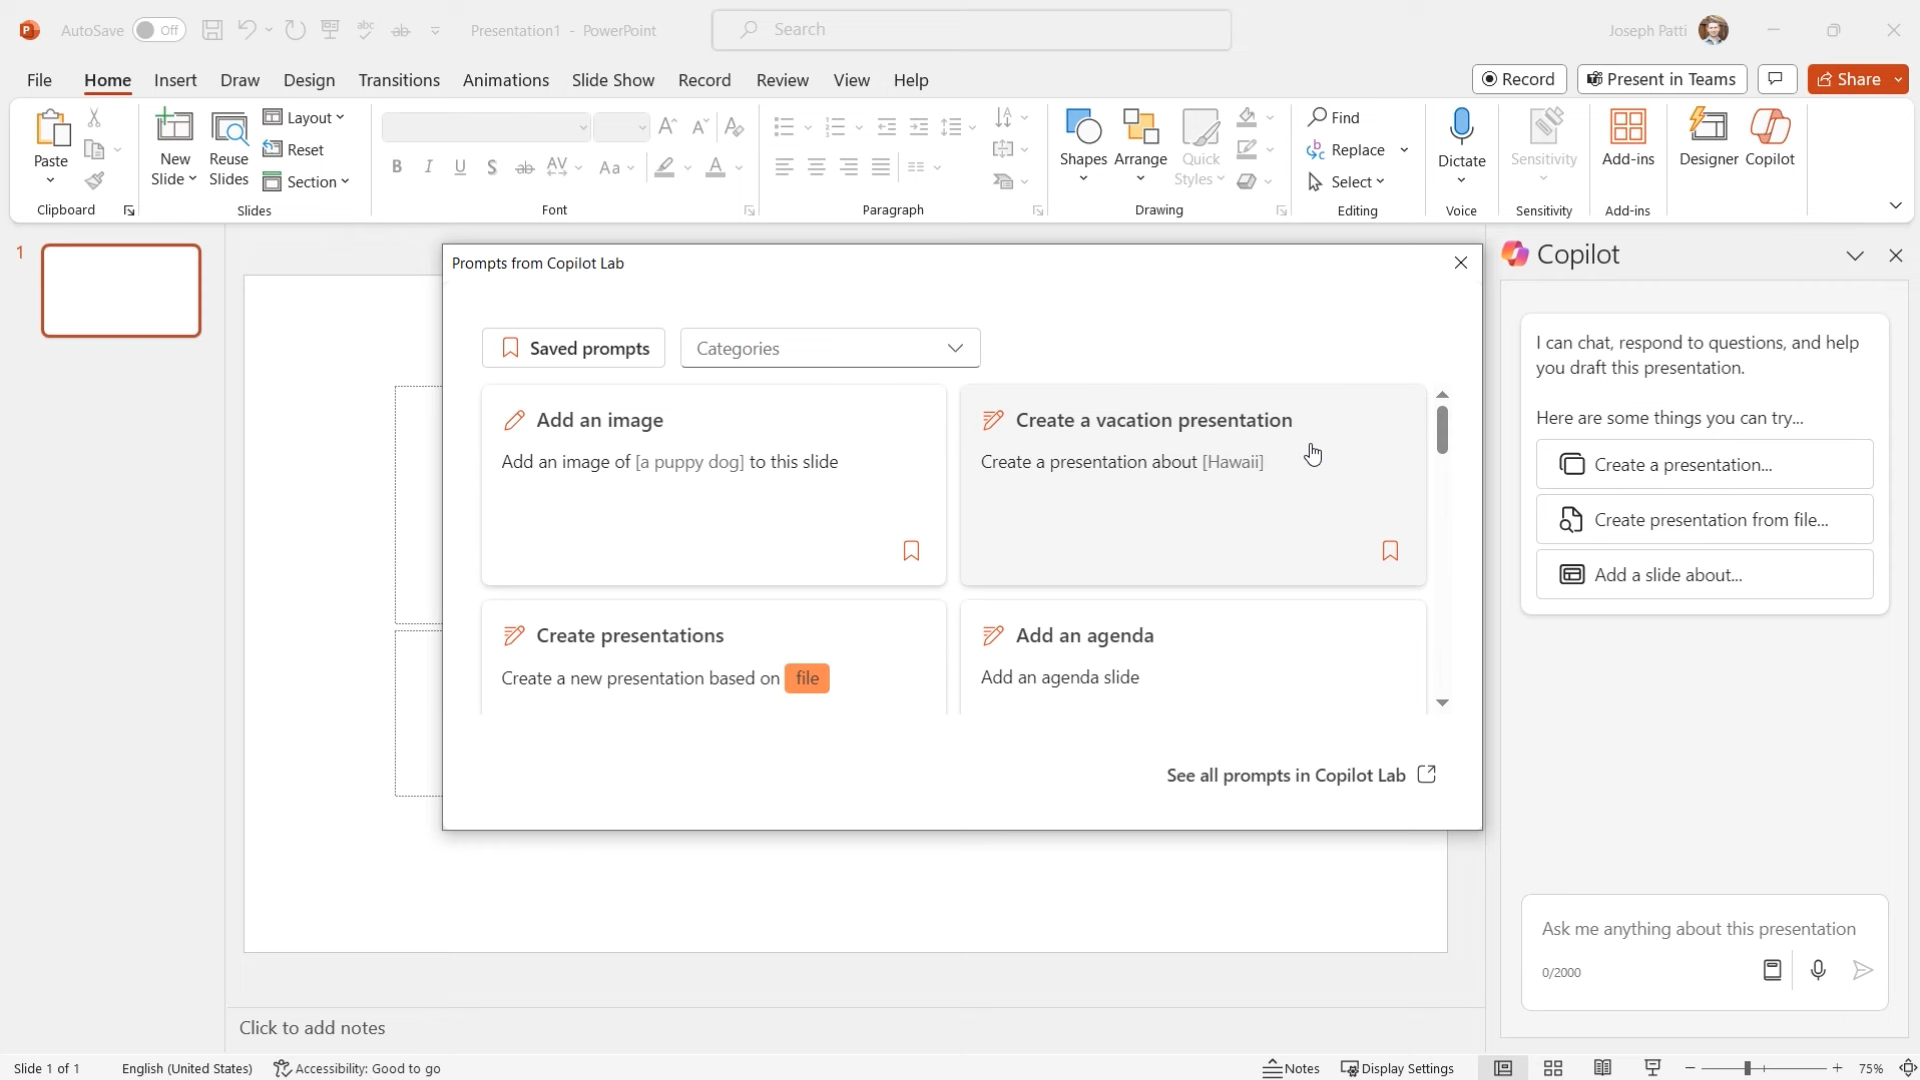 AutoSave Off Presentation1 - PowerPoint Search Joseph Patti
File Home Insert Draw Design Transitions Animations Slide Show Record Review View Help Record Present in Teams Share
Paste
New Slide
Reuse Slides
Layout
Reset
Section
Shapes
Arrange
Quick Styles
Find
Replace
Select
Dictate
Sensitivity
Add-ins
Designer
Copilot
Clipboard Slides Font Paragraph Drawing Editing Voice Sensitivity Add-ins
1
Prompts from Copilot Lab
Saved prompts Categories
Add an image
Add an image of [a puppy dog] to this slide
Create a vacation presentation
Create a presentation about [Hawaii]
Create presentations
Create a new presentation based on file
Add an agenda
Add an agenda slide
See all prompts in Copilot Lab
Copilot
I can chat, respond to questions, and help
you draft this presentation.
Here are some things you can try...
Create a presentation...
Create presentation from file...
Add a slide about...
Ask me anything about this presentation
0/2000
Click to add notes
Slide 1 of 1 English (United States) Accessibility: Good to go Notes Display Settings 75%